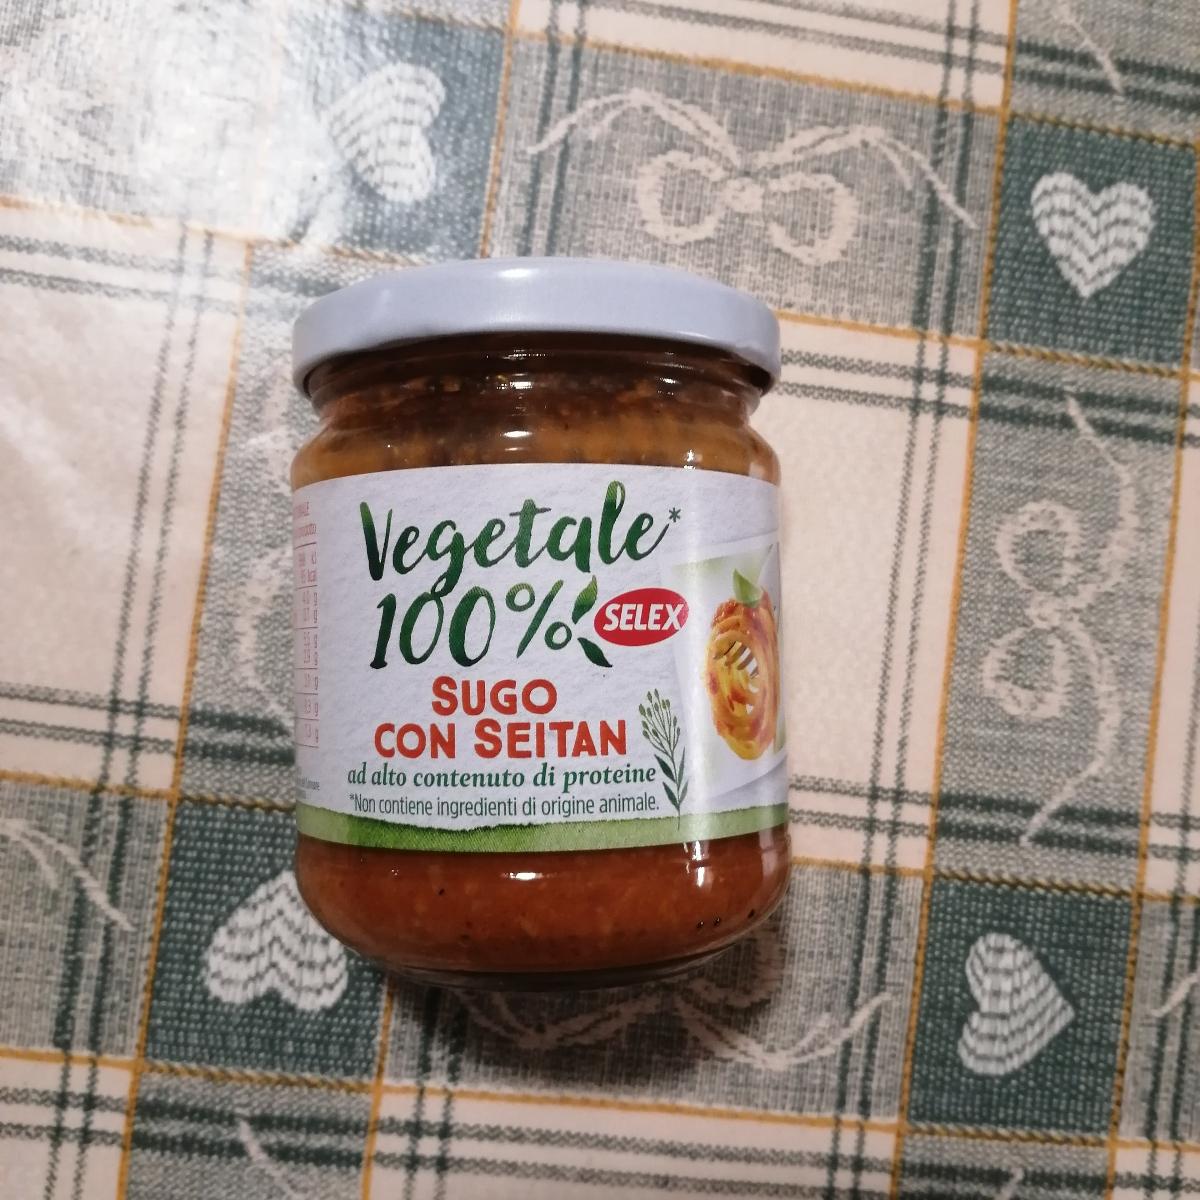 Vegetale*
100%
SELEX
SUGO
CON SEITAN
ad alto contenuto di proteine
*Non contiene ingredienti di origine animale.